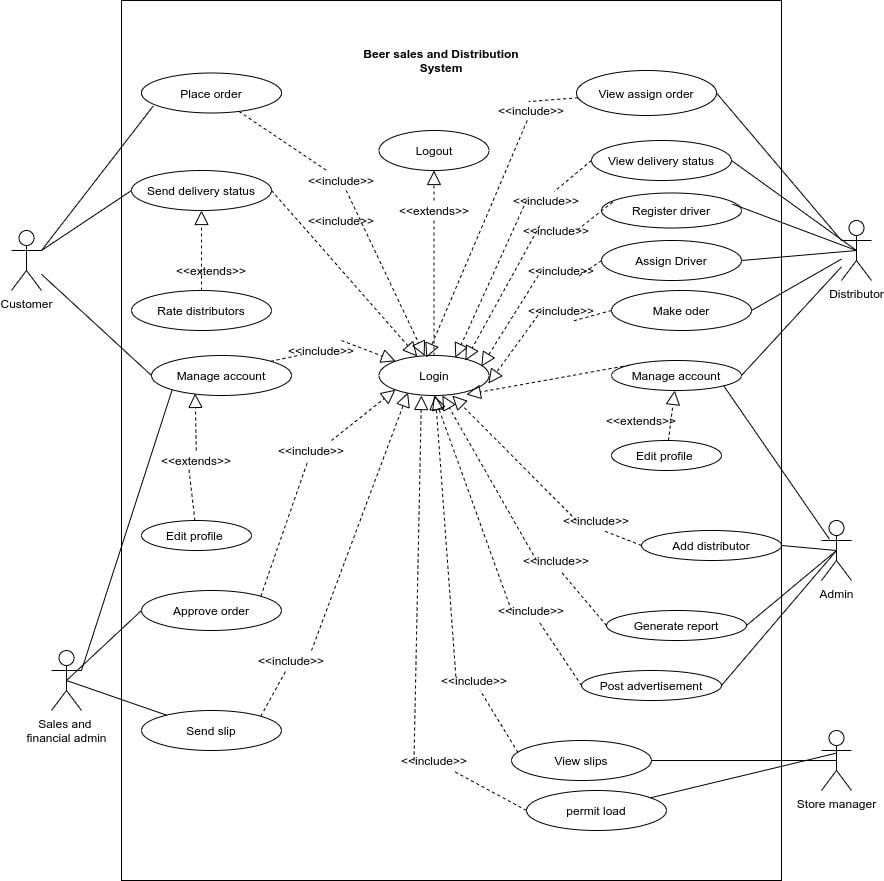 Beer sales and Distribution
System
Place order
View assign order
<<include>>
Logout
View delivery status
Send delivery status
<<include>>
<<include>>
<<extends>>
Register driver
<<include>>
<<include>>
Assign Driver
<<extends>>
<<include>>
Customer
Distributor
Rate distributors
<<include>>
Make oder
<<include>>
Manage account
Login
Manage account
<<extends>>
<<include>>
Edit profile
<<extends>>
<<include>>
Edit profile
Add distributor
<<include>>
Admin
Approve order
<<include>>
Generate report
<<include>>
<<include>>
Post advertisement
Sales and
financial admin
Send slip
View slips
<<include>>
Store manager
permit load